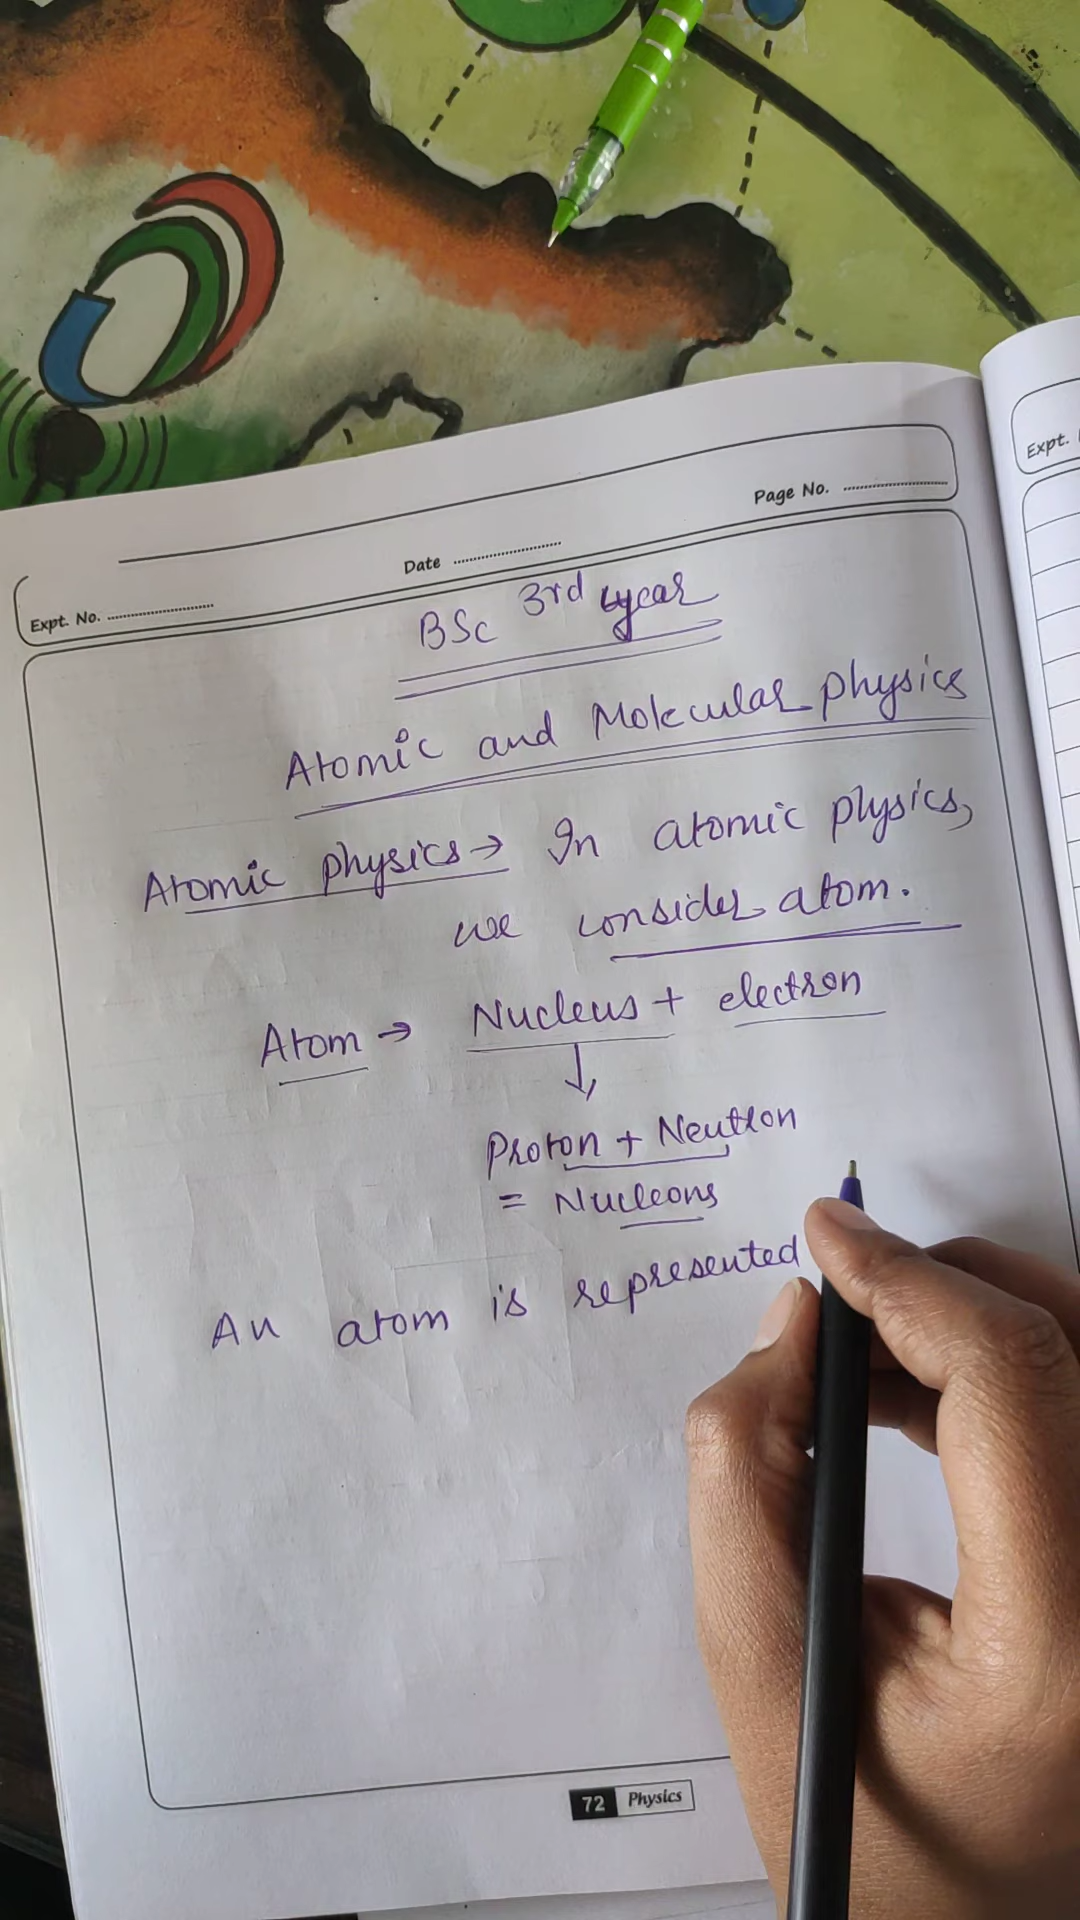 Page No.
Date
Expt. No.
Expt.
BSc 3rd year
Atomic and Molecular physics
Atomic physics → In atomic physics,
we consider atom.
Atom → Nucleus + electron
↓
Proton + Neutron
= Nucleons
An atom is represented
72 Physics